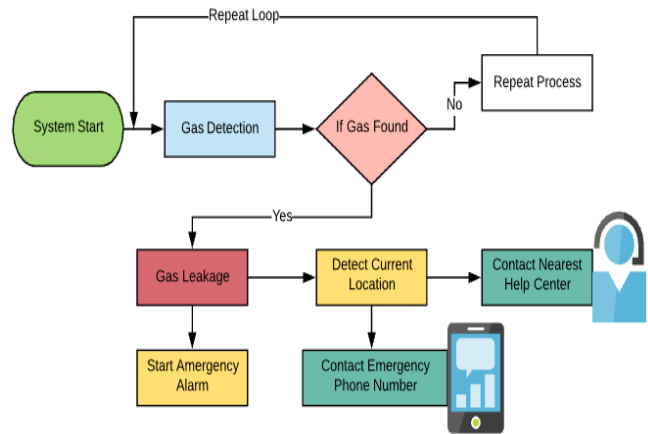 Repeat Loop
System Start
Gas Detection
If Gas Found
No
Repeat Process
Yes
Gas Leakage
Detect Current
Location
Contact Nearest
Help Center
Start Amergency
Alarm
Contact Emergency
Phone Number